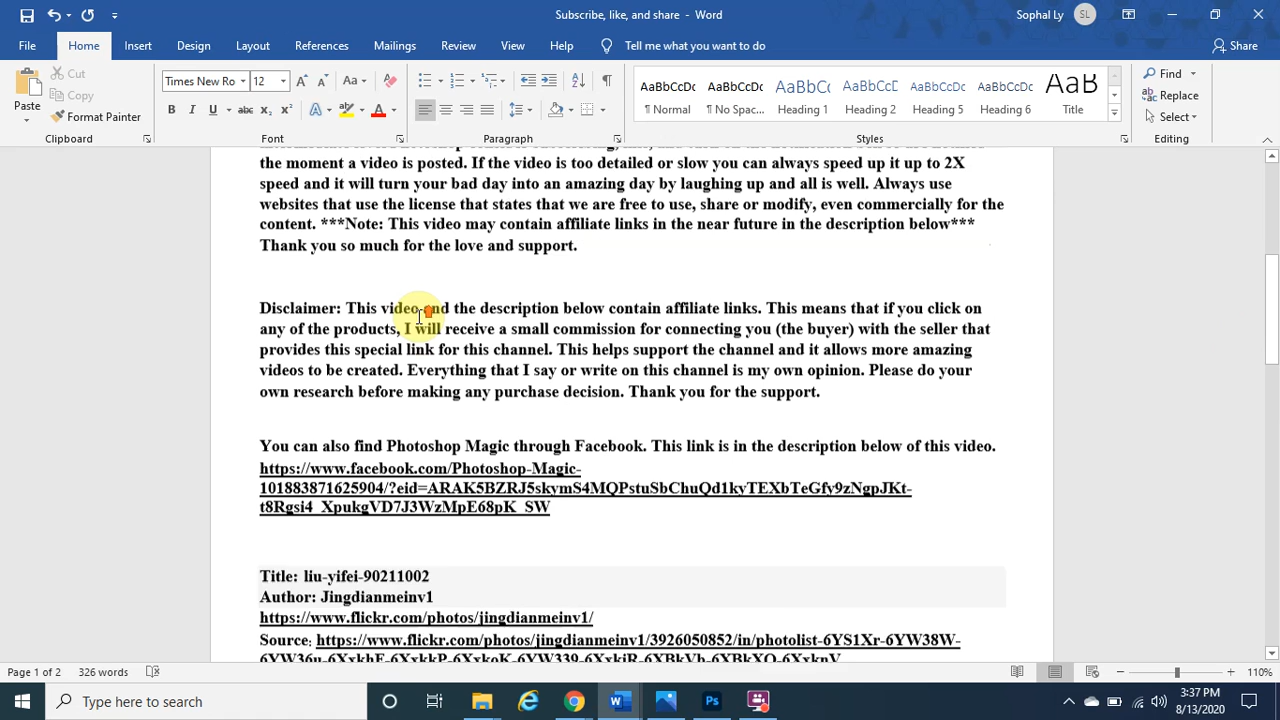 Subscribe, like, and share - Word
Sophal Ly SL
File Home Insert Design Layout References Mailings Review View Help Tell me what you want to do Share
Paste Cut Copy Format Painter
Times New Ro 12
AaBbCcDc AaBbCcDc AaBbC AaBbCc AaBbCcD AaBbCcD AaB
¶ Normal ¶ No Spac... Heading 1 Heading 2 Heading 5 Heading 6 Title
Find Replace Select
Clipboard Font Paragraph Styles Editing
the moment a video is posted. If the video is too detailed or slow you can always speed up it up to 2X
speed and it will turn your bad day into an amazing day by laughing up and all is well. Always use
websites that use the license that states that we are free to use, share or modify, even commercially for the
content. ***Note: This video may contain affiliate links in the near future in the description below***
Thank you so much for the love and support.
Disclaimer: This video and the description below contain affiliate links. This means that if you click on
any of the products, I will receive a small commission for connecting you (the buyer) with the seller that
provides this special link for this channel. This helps support the channel and it allows more amazing
videos to be created. Everything that I say or write on this channel is my own opinion. Please do your
own research before making any purchase decision. Thank you for the support.
You can also find Photoshop Magic through Facebook. This link is in the description below of this video.
https://www.facebook.com/Photoshop-Magic-
101883871625904/?eid=ARAK5BZRJ5skymS4MQPstuSbChuQd1kyTEXbTeGfy9zNgpJKt-
t8Rgsi4_XpukgVD7J3WzMpE68pK_SW
Title: liu-yifei-90211002
Author: Jingdianmeinv1
https://www.flickr.com/photos/jingdianmeinv1/
Source: https://www.flickr.com/photos/jingdianmeinv1/3926050852/in/photolist-6YS1Xr-6YW38W-
Page 1 of 2 326 words 110%
Type here to search
3:37 PM
8/13/2020